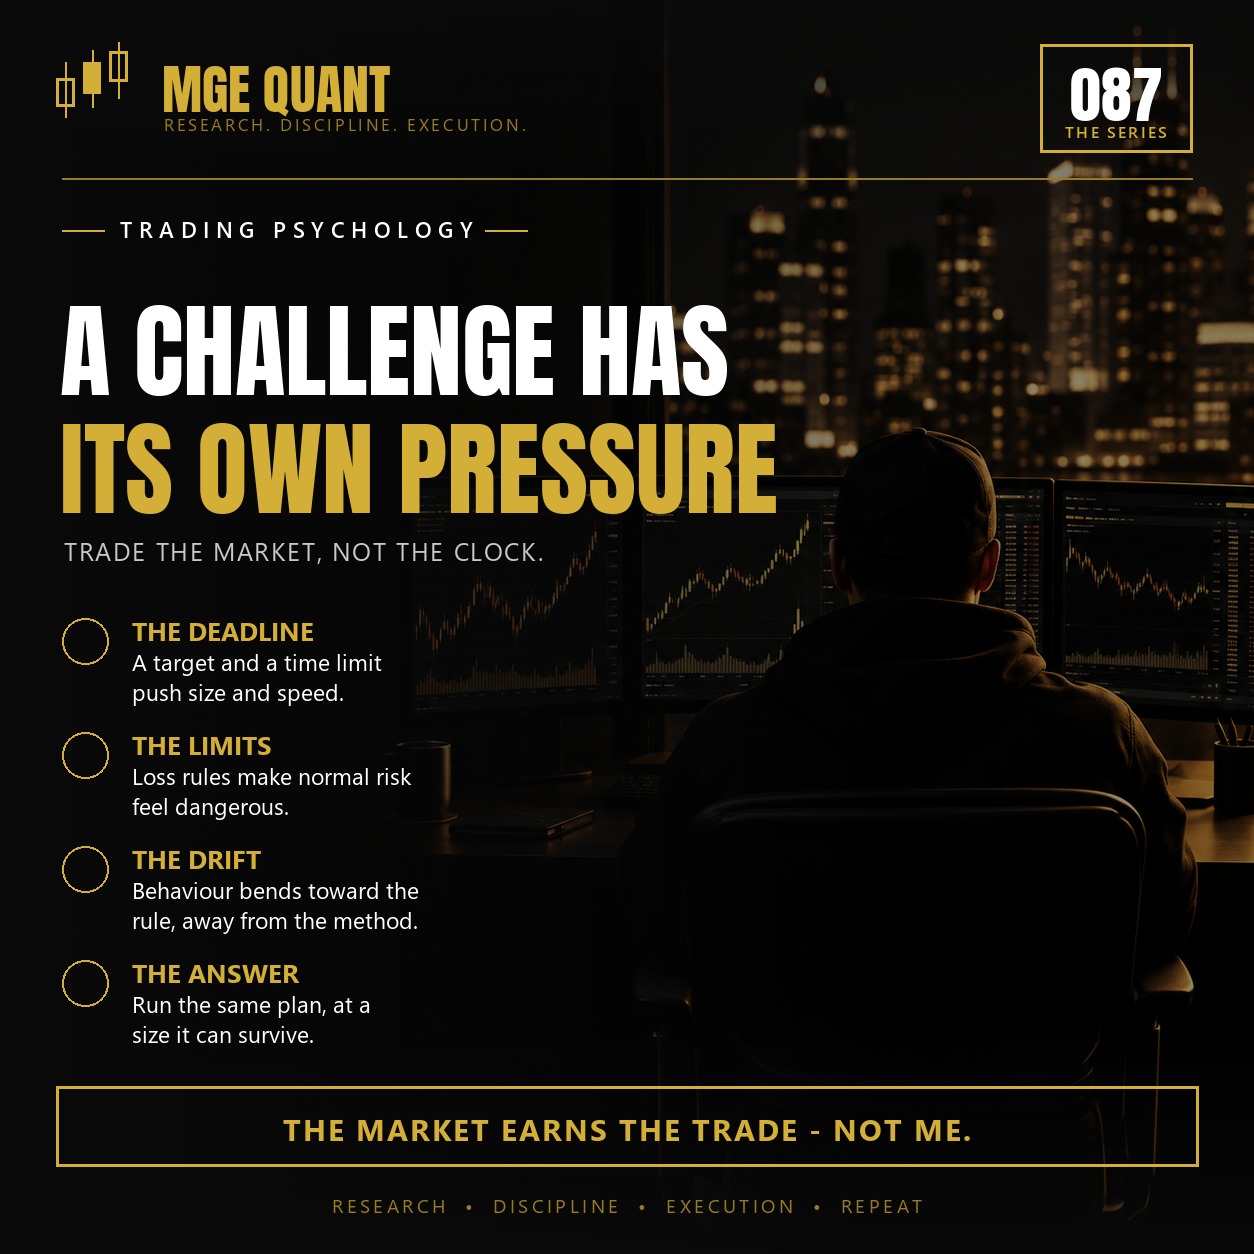 MGE QUANT
RESEARCH. DISCIPLINE. EXECUTION.
087
THE SERIES
TRADING PSYCHOLOGY
A CHALLENGE HAS
ITS OWN PRESSURE
TRADE THE MARKET, NOT THE CLOCK.
THE DEADLINE
A target and a time limit
push size and speed.
THE LIMITS
Loss rules make normal risk
feel dangerous.
THE DRIFT
Behaviour bends toward the
rule, away from the method.
THE ANSWER
Run the same plan, at a
size it can survive.
THE MARKET EARNS THE TRADE - NOT ME.
RESEARCH • DISCIPLINE • EXECUTION • REPEAT